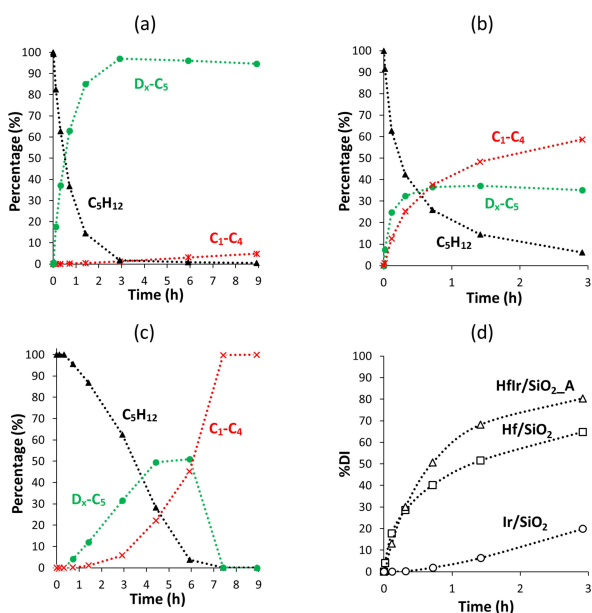 (a)
100
90
80
70
60
50
40
30
20
10
0
Percentage (%)
Dₓ-C₅
C₅H₁₂
C₁-C₄
0 1 2 3 4 5 6 7 8 9
Time (h)
(b)
100
90
80
70
60
50
40
30
20
10
0
Percentage (%)
C₁-C₄
Dₓ-C₅
C₅H₁₂
0 1 2 3
Time (h)
(c)
100
90
80
70
60
50
40
30
20
10
0
Percentage (%)
C₅H₁₂
C₁-C₄
Dₓ-C₅
0 1 2 3 4 5 6 7 8 9
Time (h)
(d)
100
90
80
70
60
50
40
30
20
10
0
%DI
HfIr/SiO₂_A
Hf/SiO₂
Ir/SiO₂
0 1 2 3
Time (h)